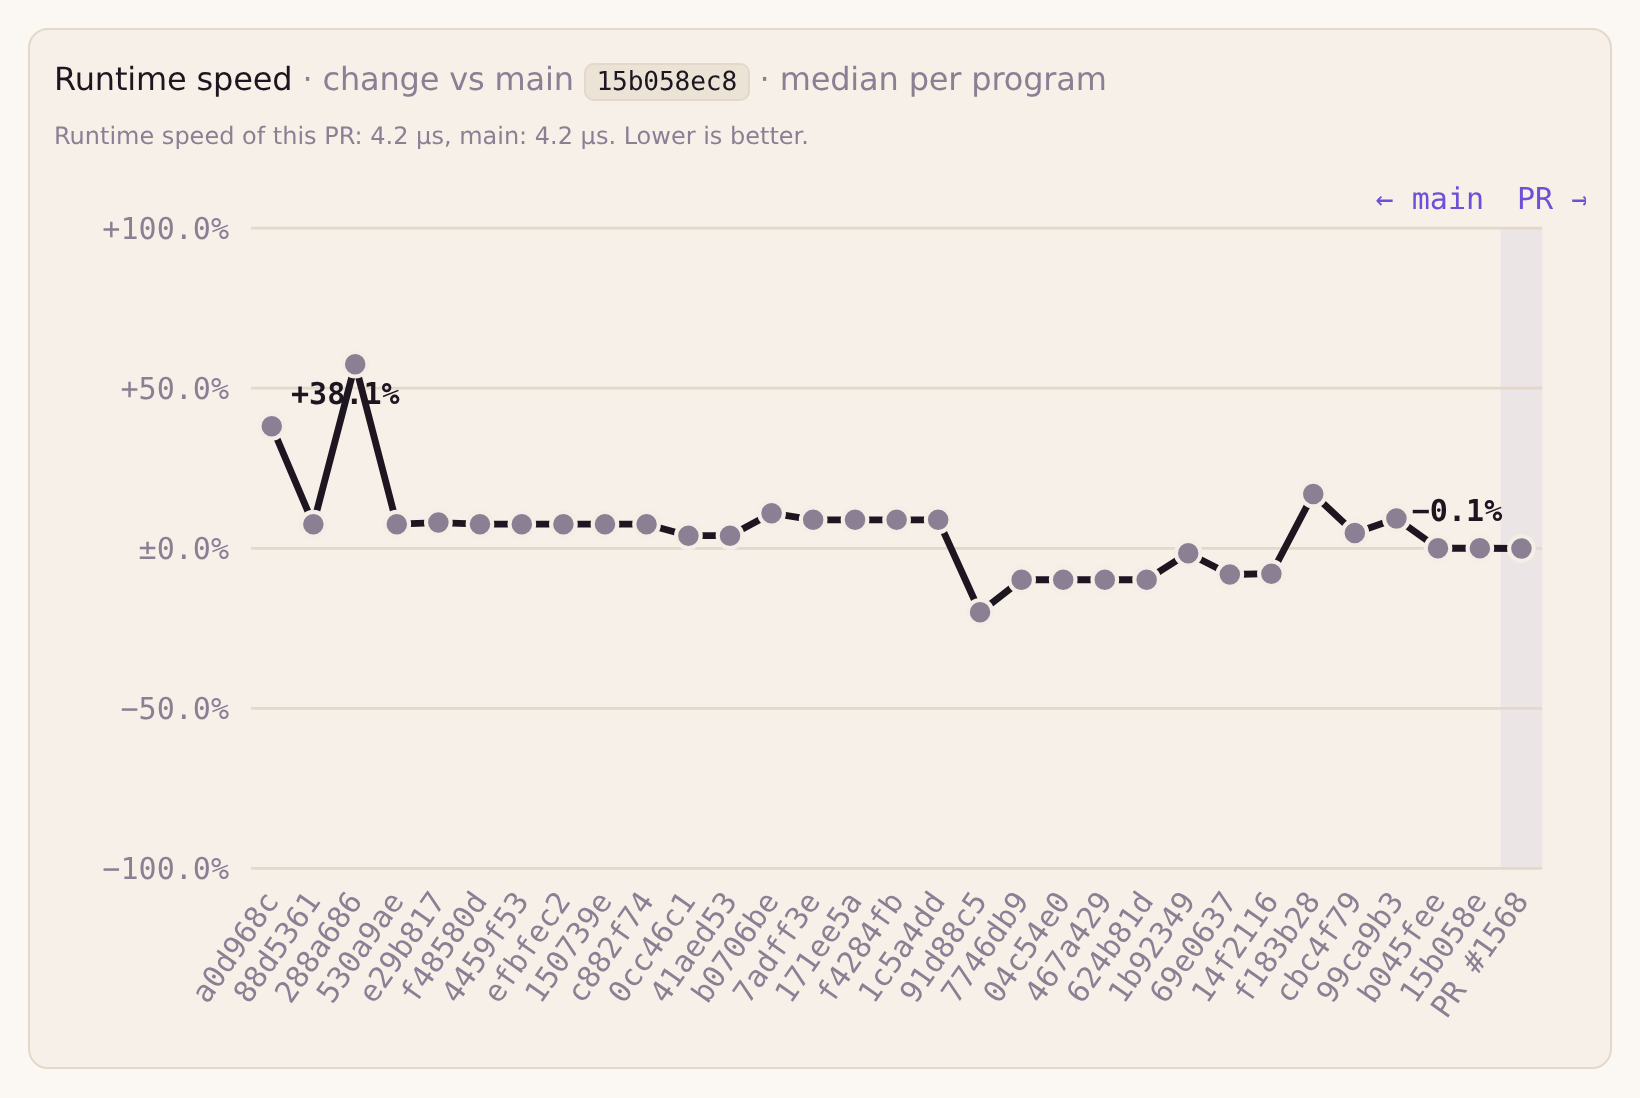 Runtime speed · change vs main 15b058ec8 · median per program
Runtime speed of this PR: 4.2 µs, main: 4.2 µs. Lower is better.
← main PR →
+100.0%
+50.0%
±0.0%
−50.0%
−100.0%
+38.1%
−0.1%
a0d968c
88d5361
288a686
530a9ae
e29b817
f48580d
4459f53
efbfec2
150739e
c882f74
0cc46c1
41aed53
b0706be
7adff3e
171ee5a
f4284fb
1c5a4dd
91d88c5
7746db9
04c54e0
467a429
624b81d
1b92349
69e0637
14f2116
f183b28
cbc4f79
99ca9b3
b045fee
15b058e
PR #1568